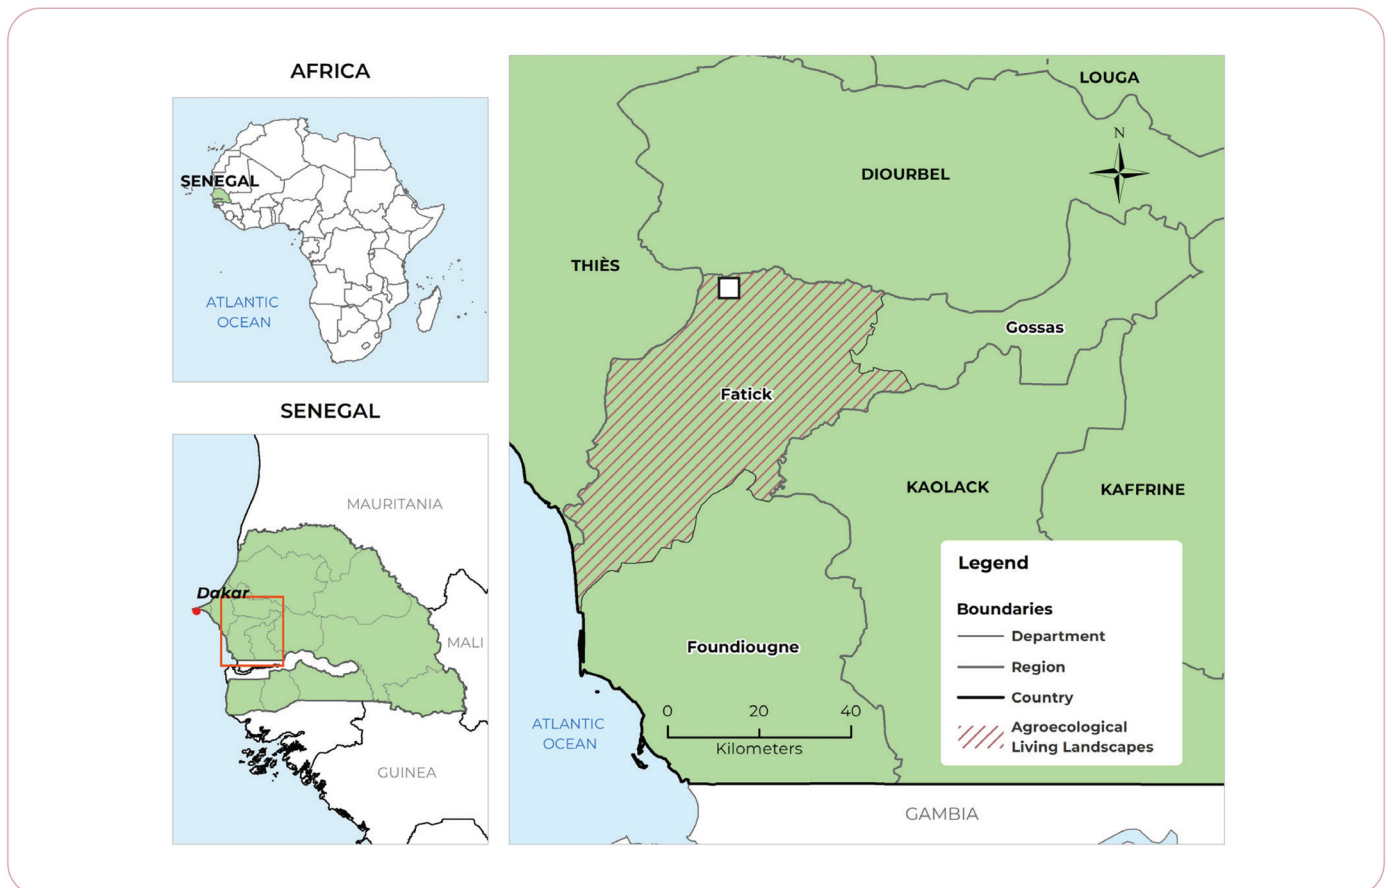 AFRICA
SENEGAL
ATLANTIC
OCEAN
SENEGAL
MAURITANIA
Dakar
MALI
GUINEA
LOUGA
N
DIOURBEL
THIÈS
Gossas
Fatick
KAOLACK
KAFFRINE
Foundiougne
0 20 40
Kilometers
ATLANTIC
OCEAN
GAMBIA
Legend
Boundaries
Department
Region
Country
Agroecological
Living Landscapes